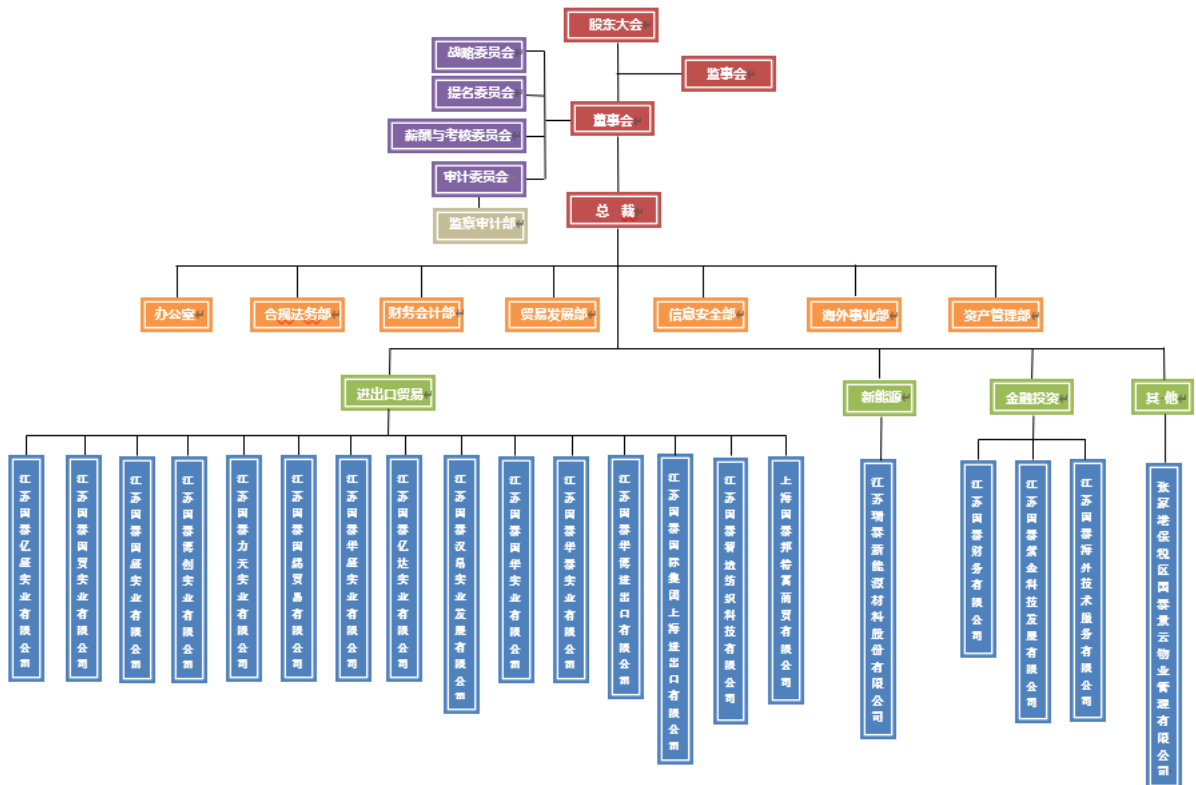 股东大会
战略委员会
监事会
提名委员会
董事会
薪酬与考核委员会
审计委员会
总 裁
监察审计部
办公室
合规法务部
财务会计部
贸易发展部
信息安全部
海外事业部
资产管理部
进出口贸易
新能源
金融投资
其 他
江苏国泰亿盛实业有限公司
江苏国泰国贸实业有限公司
江苏国泰国盛实业有限公司
江苏国泰博创实业有限公司
江苏国泰力天实业有限公司
江苏国泰国绵贸易有限公司
江苏国泰华盛实业有限公司
江苏国泰亿达实业有限公司
江苏国泰汉帛实业发展有限公司
江苏国泰国华实业有限公司
江苏国泰华泰实业有限公司
江苏国泰华博进出口有限公司
江苏国泰国际集团上海进出口有限公司
江苏国泰智造纺织科技有限公司
上海国泰邦特富商贸有限公司
江苏瑞泰新能源材料股份有限公司
江苏国泰财务有限公司
江苏国泰紫金科技发展有限公司
江苏国泰海外技术服务有限公司
张家港保税区国泰景云物业管理有限公司